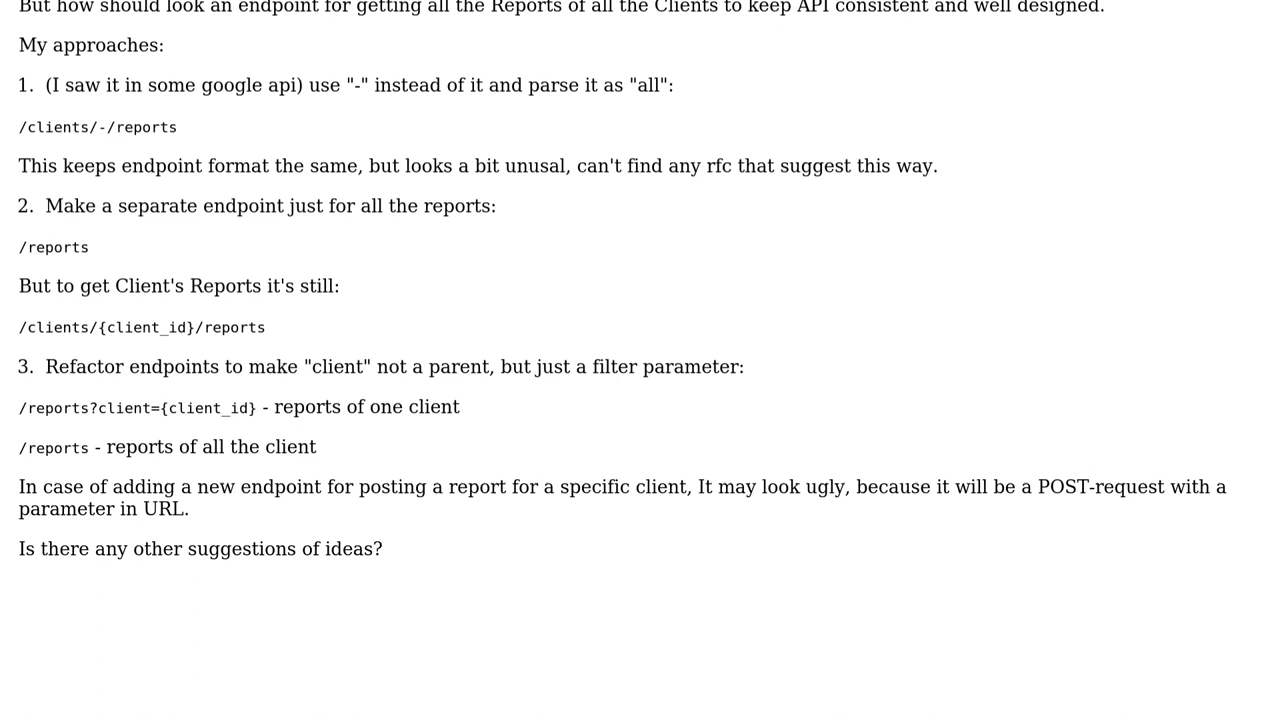 But how should look an endpoint for getting all the Reports of all the Clients to keep API consistent and well designed.
My approaches:
1. (I saw it in some google api) use "-" instead of it and parse it as "all":
/clients/-/reports
This keeps endpoint format the same, but looks a bit unusal, can't find any rfc that suggest this way.
2. Make a separate endpoint just for all the reports:
/reports
But to get Client's Reports it's still:
/clients/{client_id}/reports
3. Refactor endpoints to make "client" not a parent, but just a filter parameter:
/reports?client={client_id} - reports of one client
/reports - reports of all the client
In case of adding a new endpoint for posting a report for a specific client, It may look ugly, because it will be a POST-request with a
parameter in URL.
Is there any other suggestions of ideas?